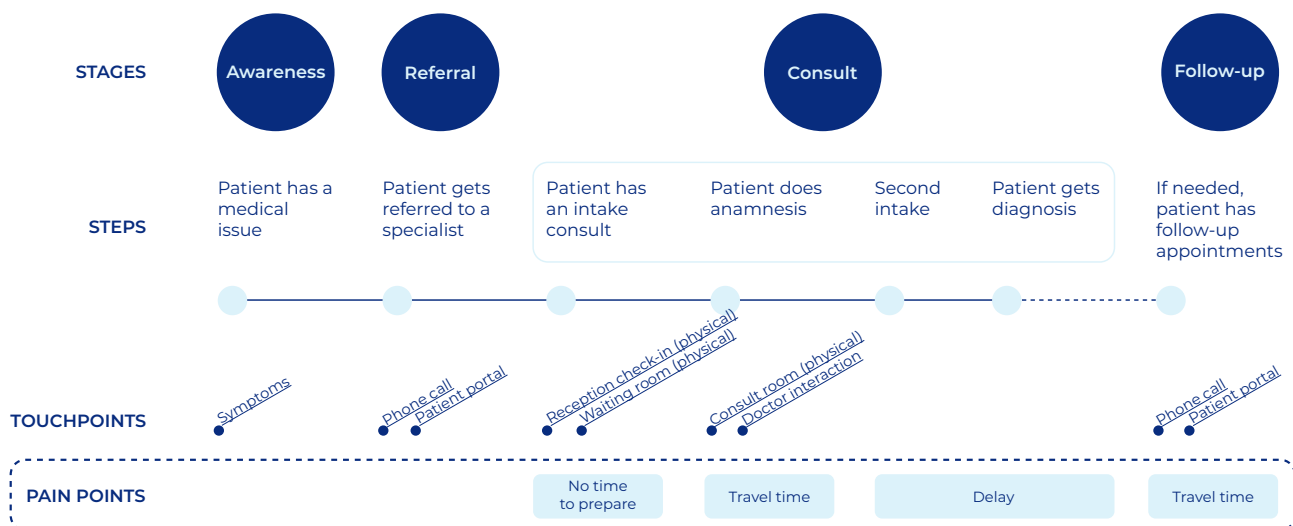 STAGES
Awareness
Referral
Consult
Follow-up
STEPS
Patient has a
medical
issue
Patient gets
referred to a
specialist
Patient has
an intake
consult
Patient does
anamnesis
Second
intake
Patient gets
diagnosis
If needed,
patient has
follow-up
appointments
TOUCHPOINTS
Symptoms
Phone call
Patient portal
Reception check-in (physical)
Waiting room (physical)
Consult room (physical)
Doctor interaction
Phone call
Patient portal
PAIN POINTS
No time
to prepare
Travel time
Delay
Travel time